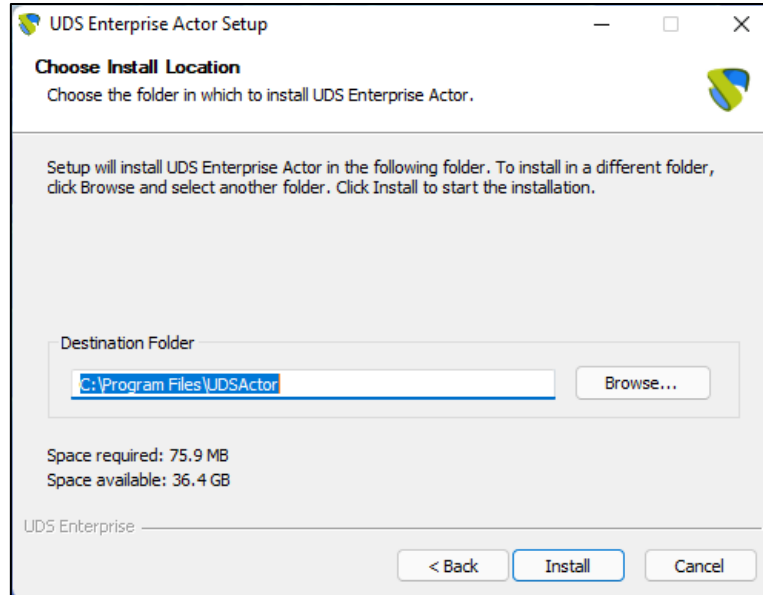 UDS Enterprise Actor Setup
Choose Install Location
Choose the folder in which to install UDS Enterprise Actor.
Setup will install UDS Enterprise Actor in the following folder. To install in a different folder,
click Browse and select another folder. Click Install to start the installation.
Destination Folder
C:\Program Files\UDSActor
Browse...
Space required: 75.9 MB
Space available: 36.4 GB
UDS Enterprise
< Back
Install
Cancel